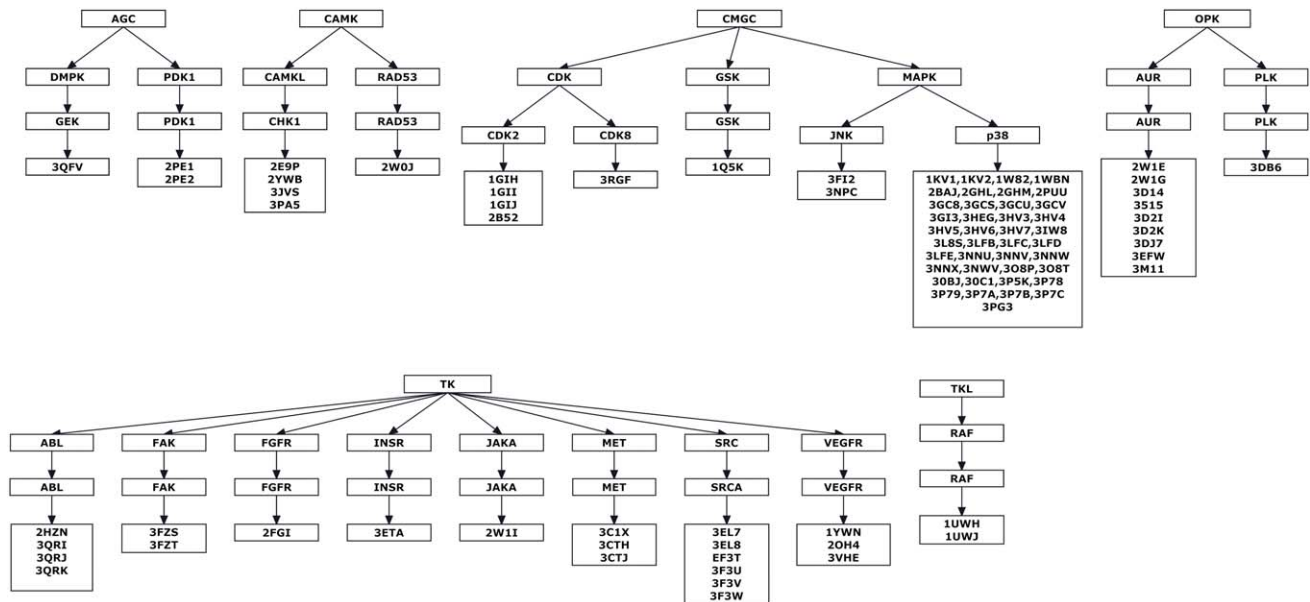 AGC CAMK CMGC OPK
DMPK PDK1 CAMKL RAD53 CDK GSK MAPK AUR PLK
GEK PDK1 CHK1 RAD53 CDK2 CDK8 GSK JNK p38 AUR PLK
3QFV
2PE1
2PE2
2E9P
2YWB
3JVS
3PA5
2W0J
1GIH
1GII
1GIJ
2B52
3RGF
1Q5K
3FI2
3NPC
1KV1,1KV2,1W82,1WBN
2BAJ,2GHL,2GHM,2PUU
3GC8,3GCS,3GCU,3GCV
3GI3,3HEG,3HV3,3HV4
3HV5,3HV6,3HV7,3IW8
3L8S,3LFB,3LFC,3LFD
3LFE,3NNU,3NNV,3NNW
3NNX,3NWV,3O8P,3O8T
30BJ,30C1,3P5K,3P78
3P79,3P7A,3P7B,3P7C
3PG3
2W1E
2W1G
3D14
3515
3D2I
3D2K
3DJ7
3EFW
3M11
3DB6
TK TKL
ABL FAK FGFR INSR JAKA MET SRC VEGFR RAF
ABL FAK FGFR INSR JAKA MET SRCA VEGFR RAF
2HZN
3QRI
3QRJ
3QRK
3FZS
3FZT
2FGI
3ETA
2W1I
3C1X
3CTH
3CTJ
3EL7
3EL8
EF3T
3F3U
3F3V
3F3W
1YWN
2OH4
3VHE
1UWH
1UWJ